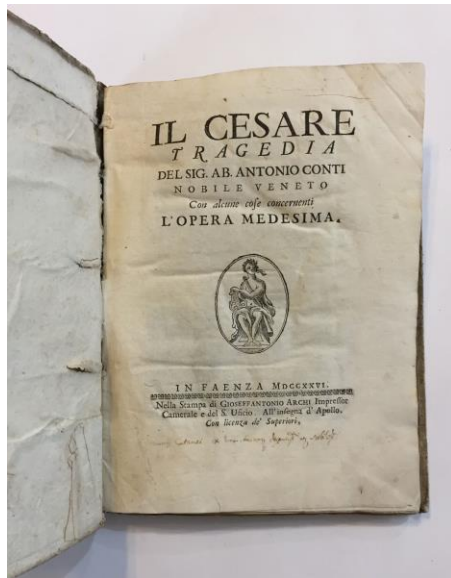 IL CESARE
TRAGEDIA
DEL SIG. AB. ANTONIO CONTI
NOBILE VENETO
Con alcune cose concernenti
L'OPERA MEDESIMA.
IN FAENZA MDCCXXVI.
Nella Stampa di GIOSEFFANTONIO ARCHI Impressor
Camerale e del S. Uficio. All'insegna d'Apollo.
Con licenza de' Superiori,